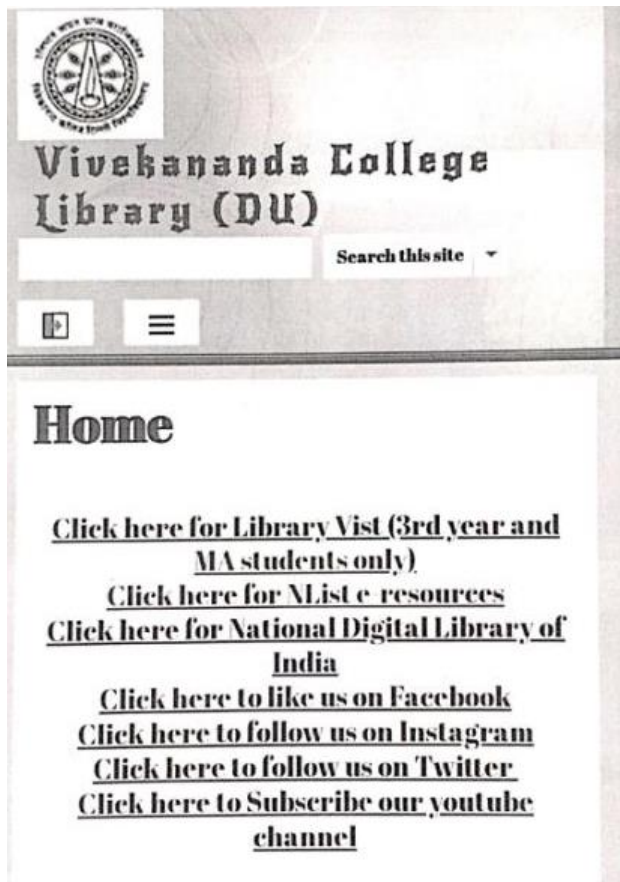 Vivekananda College
Library (DU)
Search this site
Home
Click here for Library Vist (3rd year and
MA students only)
Click here for NList e-resources
Click here for National Digital Library of
India
Click here to like us on Facebook
Click here to follow us on Instagram
Click here to follow us on Twitter
Click here to Subscribe our youtube
channel